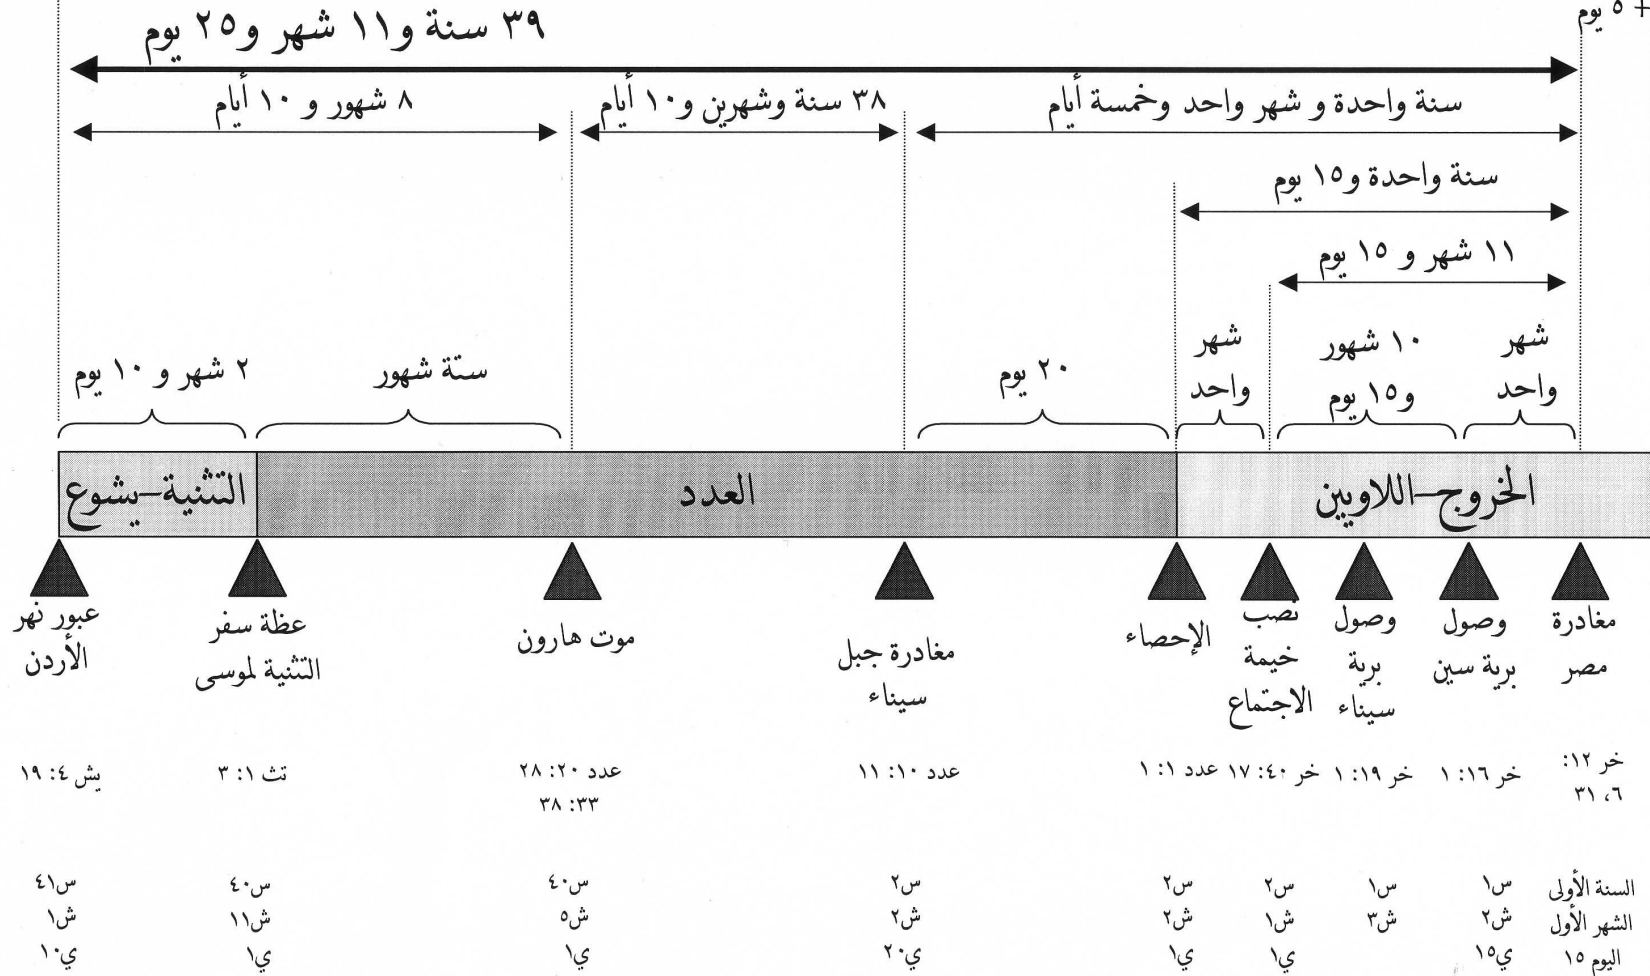 + ٥ يوم
٣٩ سنة و١١ شهر و٢٥ يوم
سنة واحدة و شهر واحد وخمسة أيام
٣٨ سنة وشهرين و١٠ أيام
٨ شهور و ١٠ أيام
سنة واحدة و١٥ يوم
١١ شهر و ١٥ يوم
شهر
واحد
١٠ شهور
و١٥ يوم
شهر
واحد
٢٠ يوم
ستة شهور
٢ شهر و ١٠ يوم
الخروج–اللاويين
العدد
التثنية–يشوع
مغادرة
مصر
وصول
برية سين
وصول
برية
سيناء
نصب
خيمة
الاجتماع
الإحصاء
مغادرة جبل
سيناء
موت هارون
عظة سفر
التثنية لموسى
عبور نهر
الأردن
خر ١٢:
٦، ٣١
خر ١٦: ١
خر ١٩: ١
خر ٤٠: ١٧
عدد ١: ١
عدد ١٠: ١١
عدد ٢٠: ٢٨
٣٣: ٣٨
تث ١: ٣
يش ٤: ١٩
السنة الأولى س١ س١ س٢ س٢ س٢ س٤٠ س٤٠ س٤١
الشهر الأول ش٢ ش٣ ش١ ش٢ ش٢ ش٥ ش١١ ش١
اليوم ١٥ ي١٥ ي١ ي١ ي٢٠ ي١ ي١ ي١٠